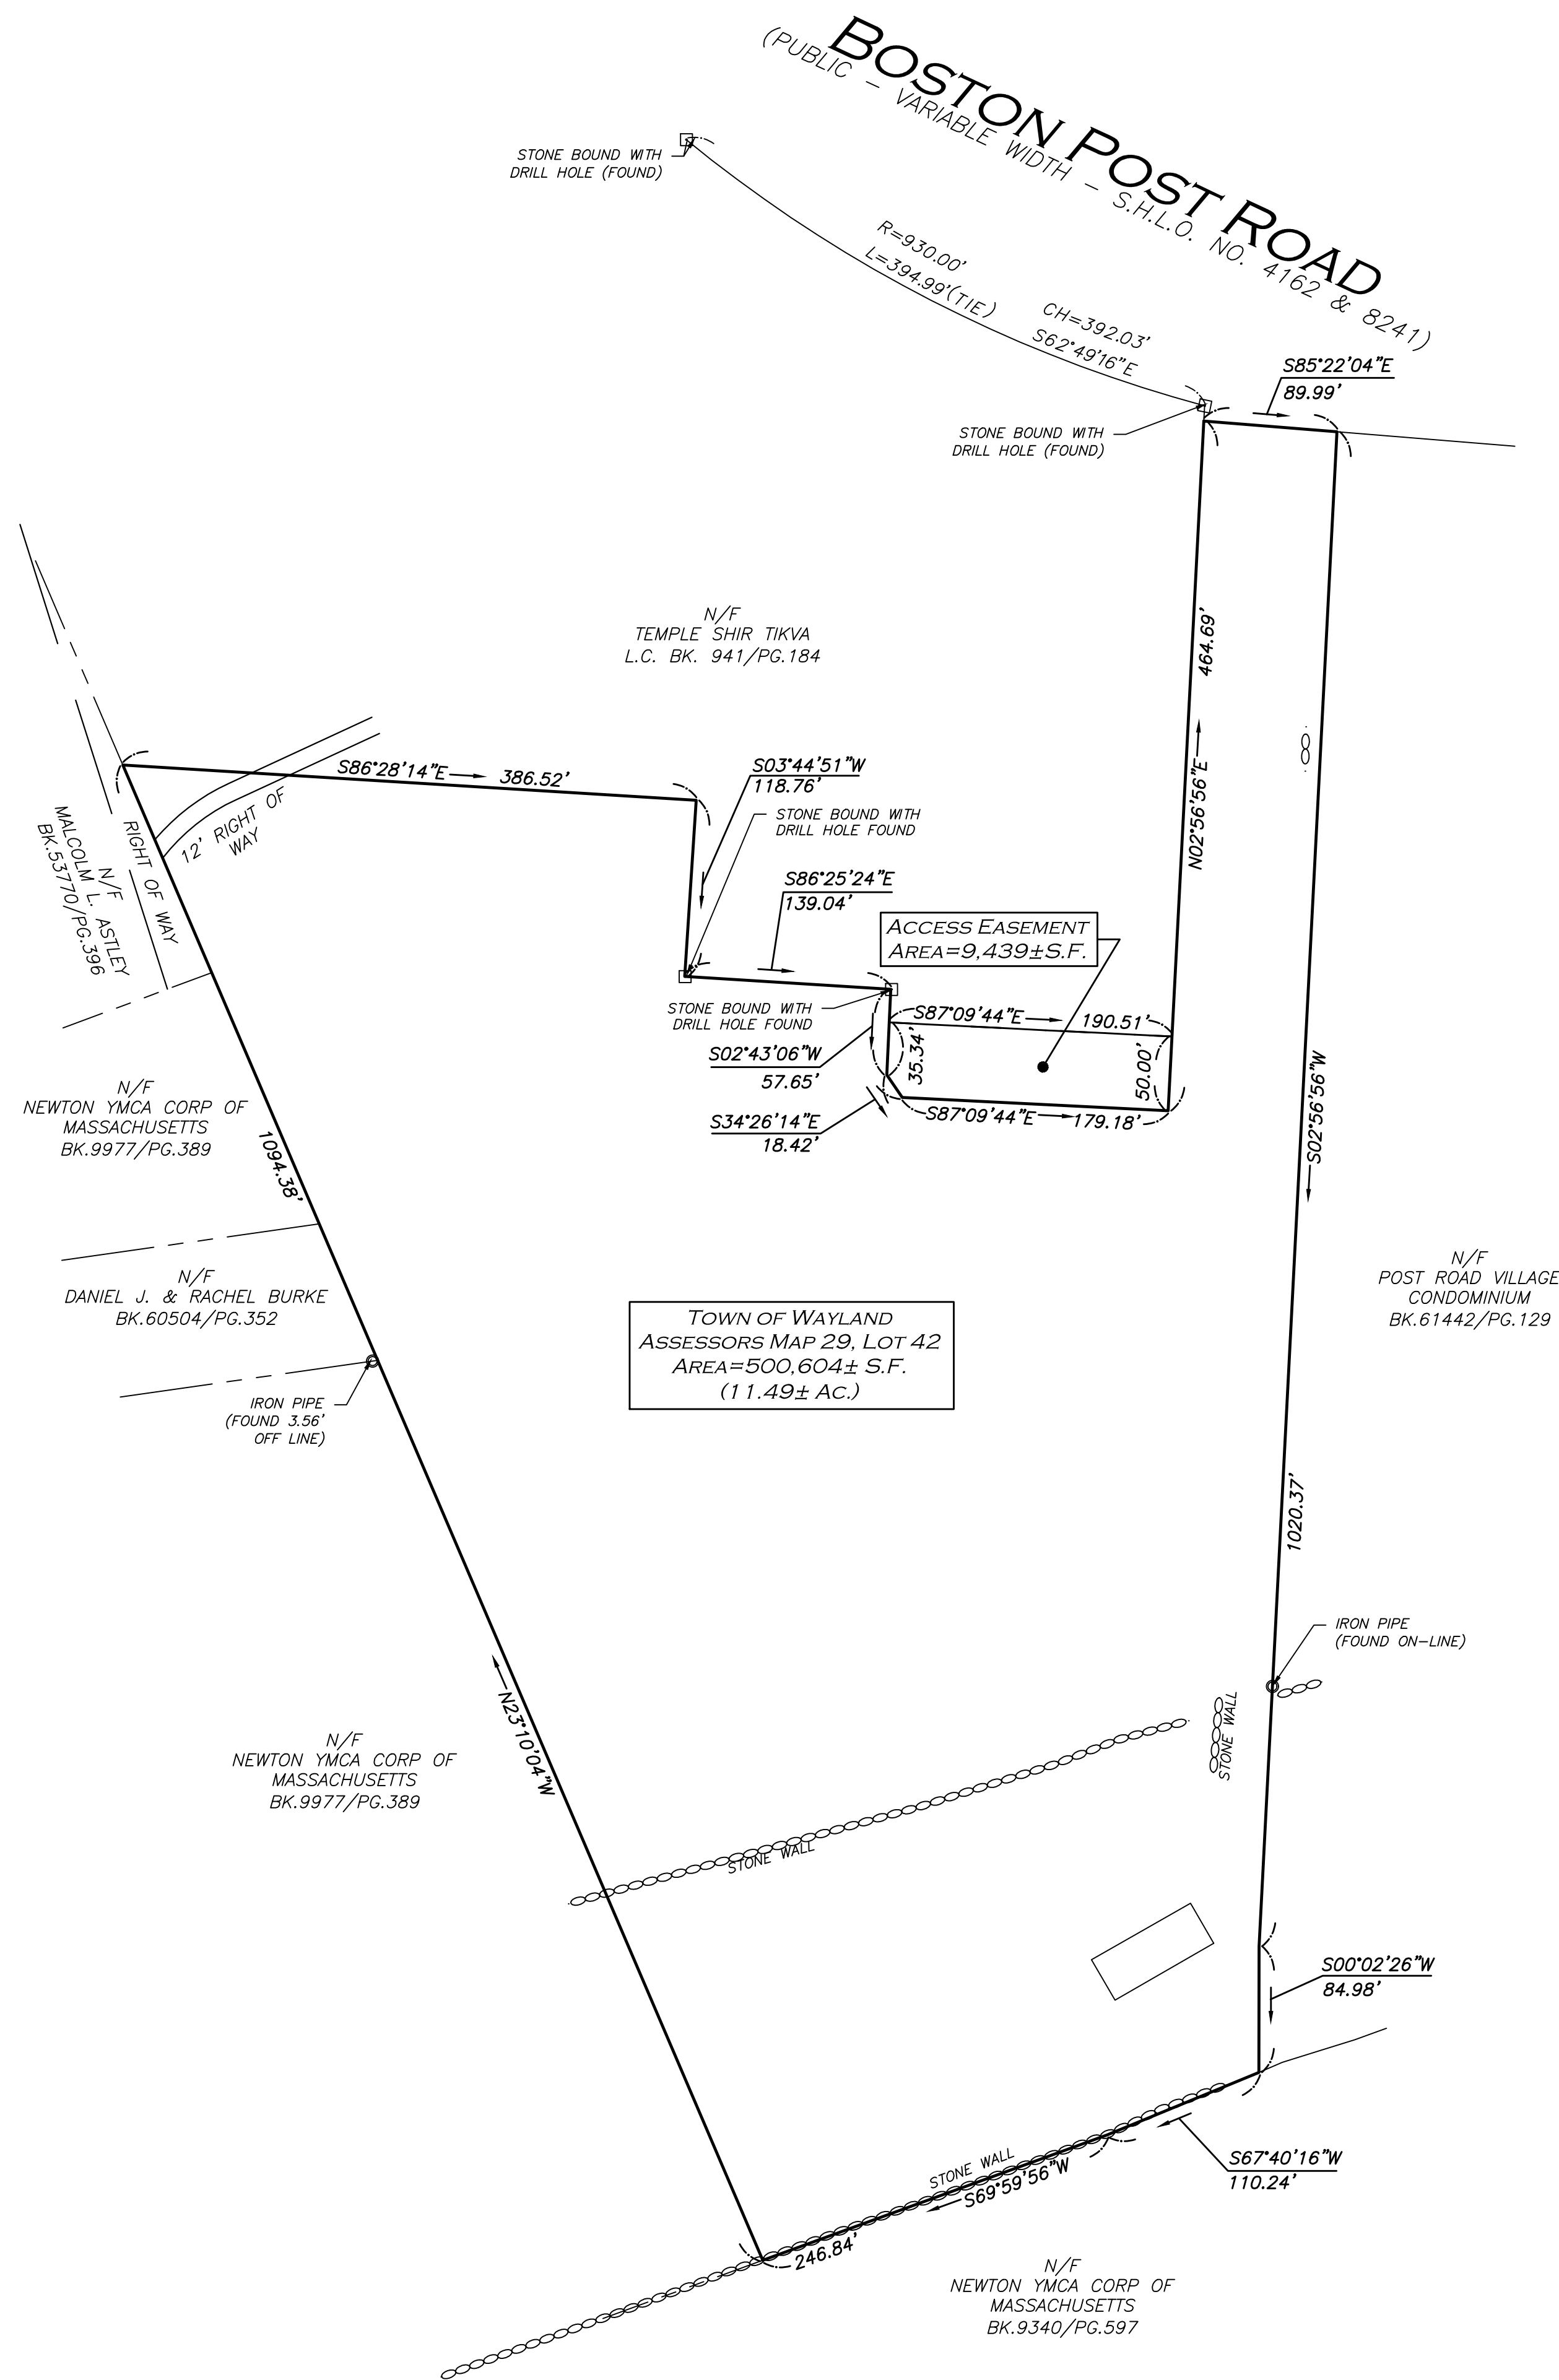 BOSTON POST ROAD
(PUBLIC - VARIABLE WIDTH - S.H.L.O. NO. 4162 & 8241)
STONE BOUND WITH
DRILL HOLE (FOUND)
R=930.00'
L=394.99'(TIE)
CH=392.03'
S62°49'16"E
S85°22'04"E
89.99'
STONE BOUND WITH
DRILL HOLE (FOUND)
N/F
TEMPLE SHIR TIKVA
L.C. BK. 941/PG.184
464.69'
N02°56'56"E
S86°28'14"E
386.52'
S03°44'51"W
118.76'
STONE BOUND WITH
DRILL HOLE FOUND
12' RIGHT OF
WAY
RIGHT OF WAY
N/F
MALCOLM L. ASTLEY
BK.53770/PG.396
S86°25'24"E
139.04'
ACCESS EASEMENT
AREA=9,439±S.F.
STONE BOUND WITH
DRILL HOLE FOUND
S87°09'44"E
190.51'
S02°43'06"W
57.65'
35.34'
50.00'
S34°26'14"E
18.42'
S87°09'44"E
179.18'
S02°56'56"W
N/F
NEWTON YMCA CORP OF
MASSACHUSETTS
BK.9977/PG.389
1094.38'
N/F
DANIEL J. & RACHEL BURKE
BK.60504/PG.352
N/F
POST ROAD VILLAGE
CONDOMINIUM
BK.61442/PG.129
TOWN OF WAYLAND
ASSESSORS MAP 29, LOT 42
AREA=500,604± S.F.
(11.49± AC.)
IRON PIPE
(FOUND 3.56'
OFF LINE)
1020.37'
IRON PIPE
(FOUND ON-LINE)
STONE WALL
N23°10'04"W
N/F
NEWTON YMCA CORP OF
MASSACHUSETTS
BK.9977/PG.389
STONE WALL
S00°02'26"W
84.98'
S67°40'16"W
110.24'
STONE WALL
S69°59'56"W
246.84'
N/F
NEWTON YMCA CORP OF
MASSACHUSETTS
BK.9340/PG.597